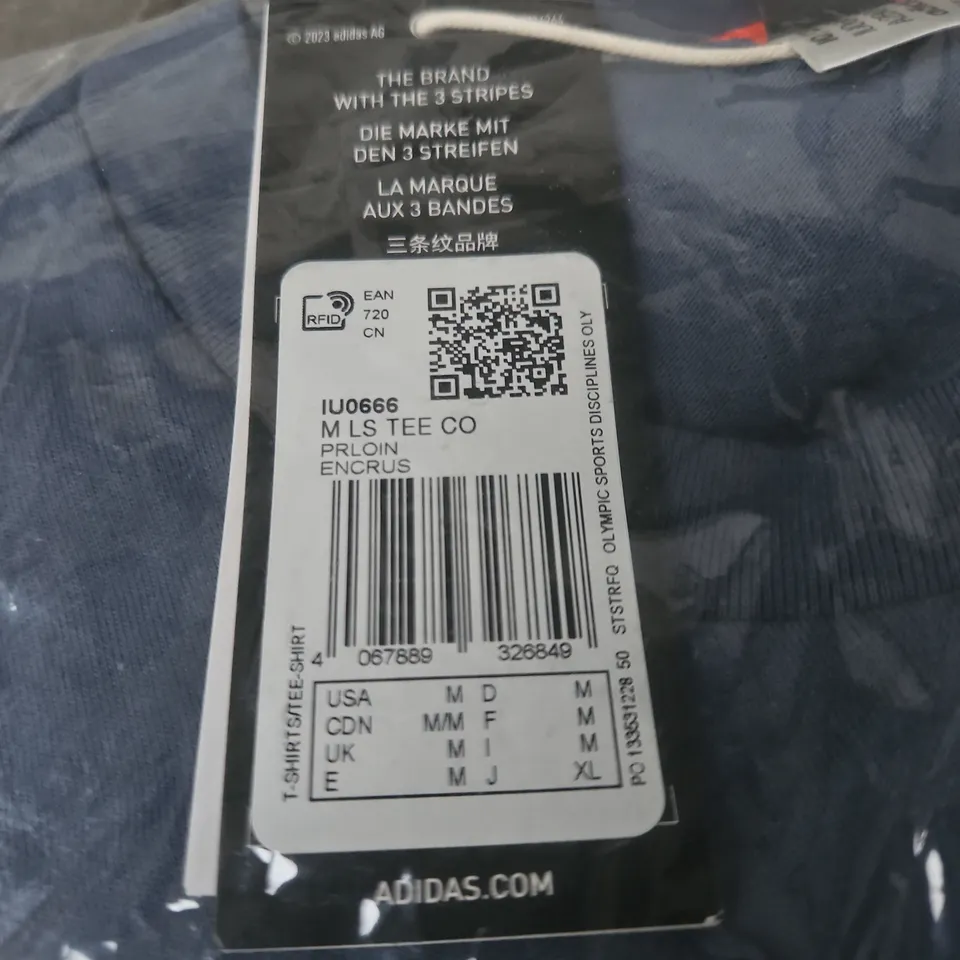 © 2023 adidas AG
THE BRAND
WITH THE 3 STRIPES
DIE MARKE MIT
DEN 3 STREIFEN
LA MARQUE
AUX 3 BANDES
三条纹品牌
RFID
EAN
720
CN
IU0666
M LS TEE CO
PRLOIN
ENCRUS
4 067889 326849
T-SHIRTS/TEE-SHIRT
USA M D M
CDN M/M F M
UK M I M
E M J XL
PO 133531228 50 STSTRFQ OLYMPIC SPORTS DISCIPLINES OLY
ADIDAS.COM